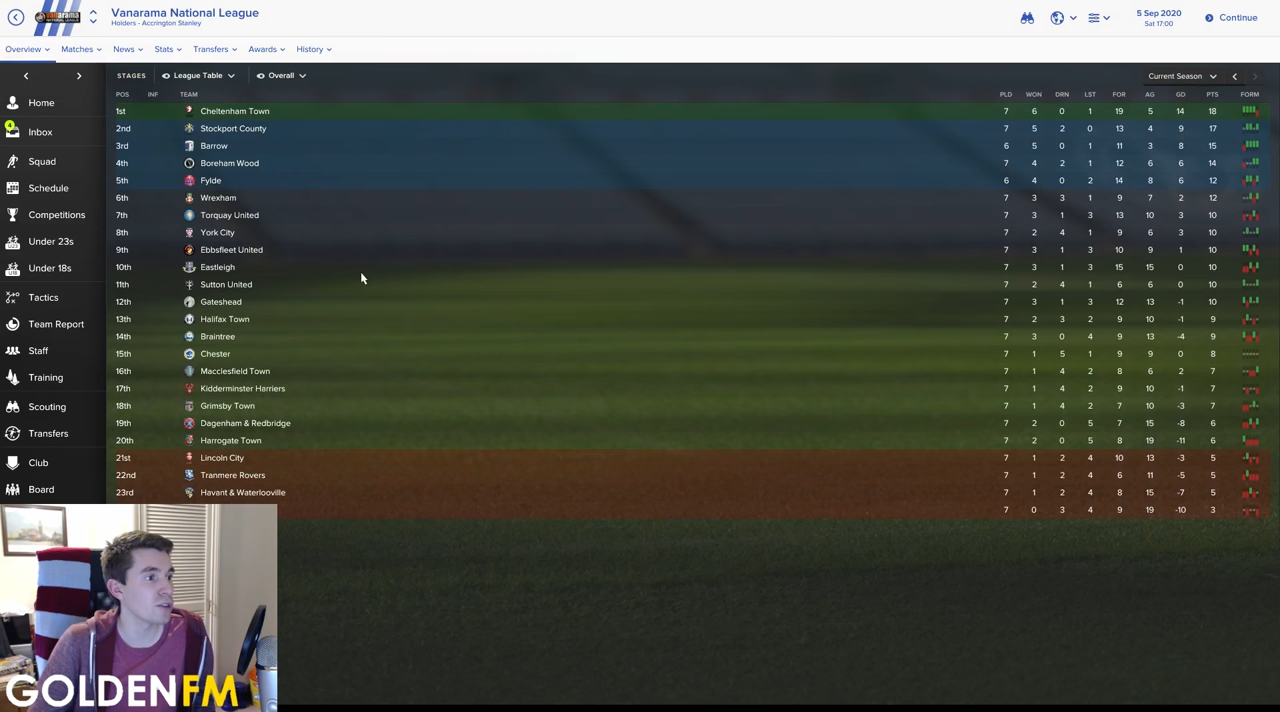 Vanarama National League
Holders - Accrington Stanley
5 Sep 2020
Sat 17:00
Continue
Overview Matches News Stats Transfers Awards History
STAGES League Table Overall Current Season
POS INF TEAM PLD WON DRN LST FOR AG GD PTS FORM
Home
4
Inbox
Squad
Schedule
Competitions
Under 23s
Under 18s
Tactics
Team Report
Staff
Training
Scouting
Transfers
Club
Board
1st Cheltenham Town 7 6 0 1 19 5 14 18
2nd Stockport County 7 5 2 0 13 4 9 17
3rd Barrow 6 5 0 1 11 3 8 15
4th Boreham Wood 7 4 2 1 12 6 6 14
5th Fylde 6 4 0 2 14 8 6 12
6th Wrexham 7 3 3 1 9 7 2 12
7th Torquay United 7 3 1 3 13 10 3 10
8th York City 7 2 4 1 9 6 3 10
9th Ebbsfleet United 7 3 1 3 10 9 1 10
10th Eastleigh 7 3 1 3 15 15 0 10
11th Sutton United 7 2 4 1 6 6 0 10
12th Gateshead 7 3 1 3 12 13 -1 10
13th Halifax Town 7 2 3 2 9 10 -1 9
14th Braintree 7 3 0 4 9 13 -4 9
15th Chester 7 1 5 1 9 9 0 8
16th Macclesfield Town 7 1 4 2 8 6 2 7
17th Kidderminster Harriers 7 1 4 2 9 10 -1 7
18th Grimsby Town 7 1 4 2 7 10 -3 7
19th Dagenham & Redbridge 7 2 0 5 7 15 -8 6
20th Harrogate Town 7 2 0 5 8 19 -11 6
21st Lincoln City 7 1 2 4 10 13 -3 5
22nd Tranmere Rovers 7 1 2 4 6 11 -5 5
23rd Havant & Waterlooville 7 1 2 4 8 15 -7 5
7 0 3 4 9 19 -10 3
GOLDENFM